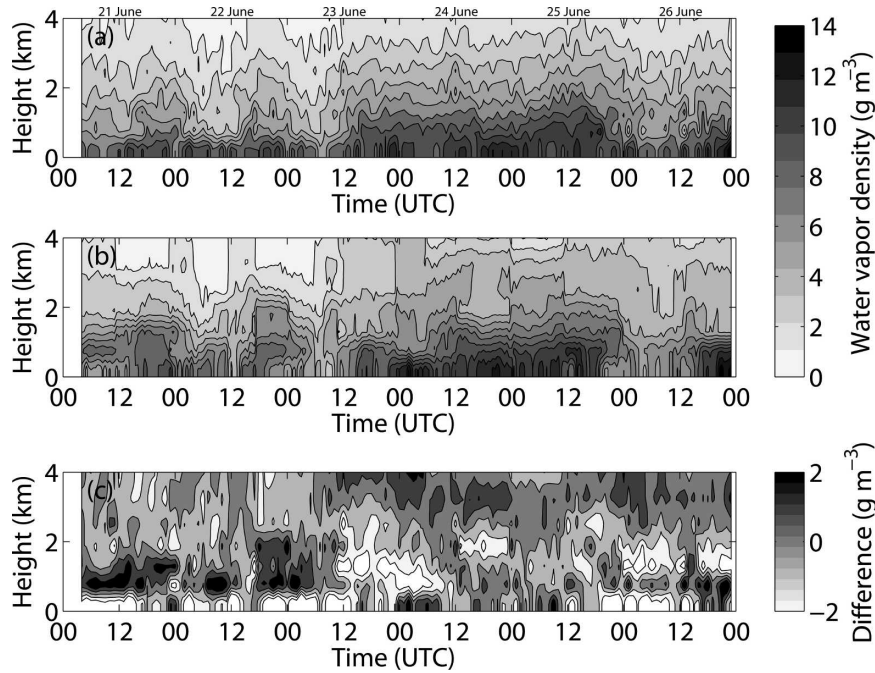 21 June 22 June 23 June 24 June 25 June 26 June
(a)
Height (km)
4
2
0
00 12 00 12 00 12 00 12 00 12 00 12 00
Time (UTC)
(b)
Height (km)
4
2
0
00 12 00 12 00 12 00 12 00 12 00 12 00
Time (UTC)
14
12
10
8
6
4
2
0
Water vapor density (g m⁻³)
(c)
Height (km)
4
2
0
00 12 00 12 00 12 00 12 00 12 00 12 00
Time (UTC)
2
0
−2
Difference (g m⁻³)